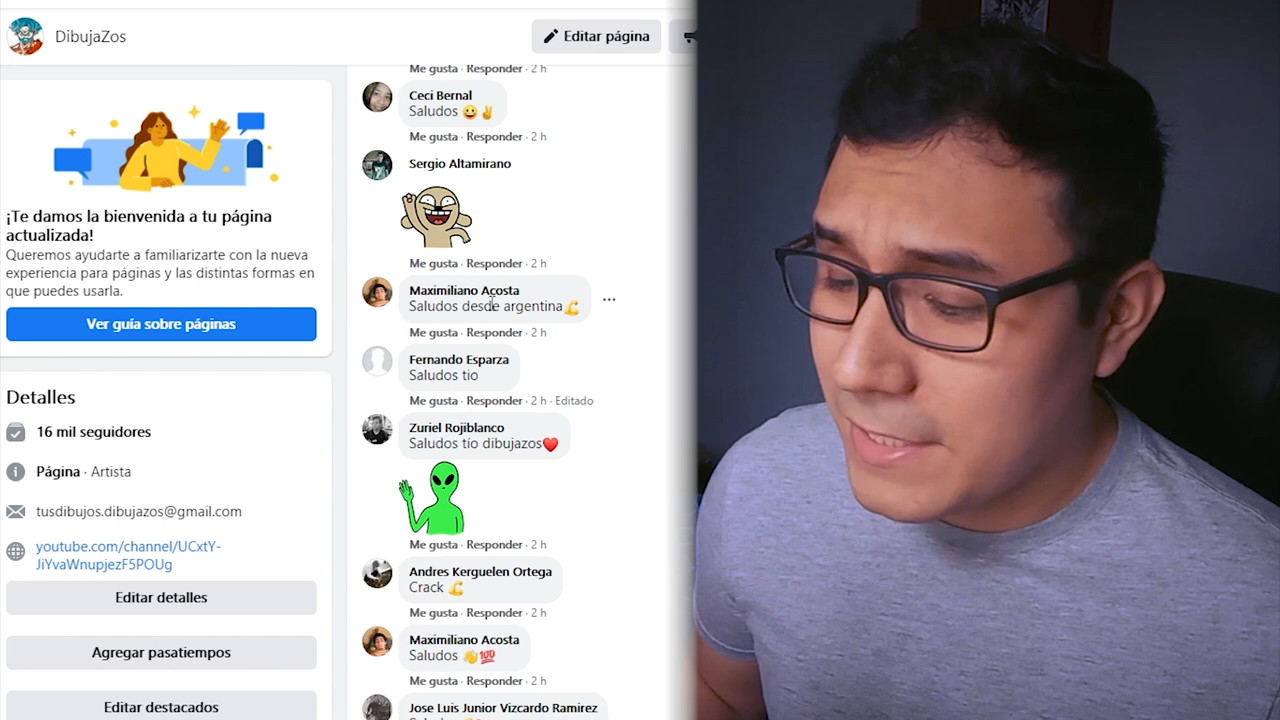 DibujaZos
Editar página
¡Te damos la bienvenida a tu página
actualizada!
Queremos ayudarte a familiarizarte con la nueva
experiencia para páginas y las distintas formas en
que puedes usarla.
Ver guía sobre páginas
Detalles
16 mil seguidores
Página · Artista
tusdibujos.dibujazos@gmail.com
youtube.com/channel/UCxtY-
JiYvaWnupjezF5POUg
Editar detalles
Agregar pasatiempos
Editar destacados
Me gusta · Responder · 2 h
Ceci Bernal
Saludos 😀✌
Me gusta · Responder · 2 h
Sergio Altamirano
Me gusta · Responder · 2 h
Maximiliano Acosta
Saludos desde argentina💪
Me gusta · Responder · 2 h
Fernando Esparza
Saludos tio
Me gusta · Responder · 2 h · Editado
Zuriel Rojiblanco
Saludos tío dibujazos❤️
Me gusta · Responder · 2 h
Andres Kerguelen Ortega
Crack 💪
Me gusta · Responder · 2 h
Maximiliano Acosta
Saludos 👋💯
Me gusta · Responder · 2 h
Jose Luis Junior Vizcardo Ramirez